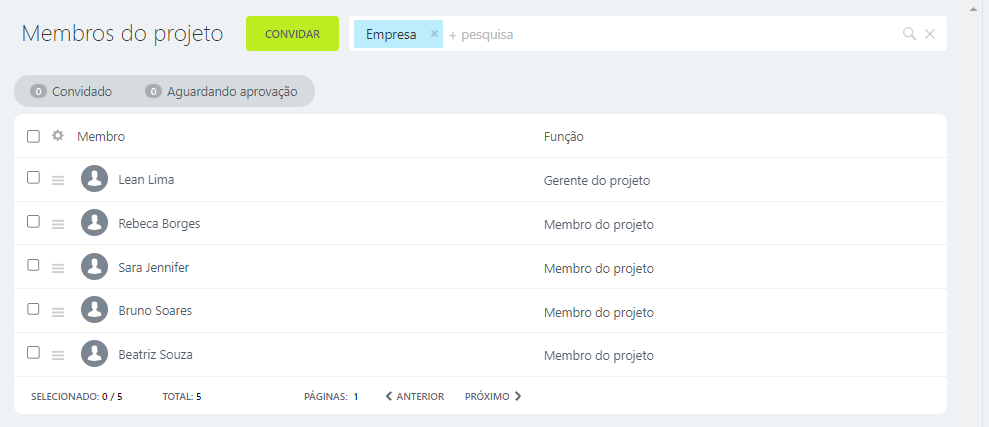 Membros do projeto CONVIDAR Empresa × + pesquisa
0 Convidado 0 Aguardando aprovação
Membro Função
Lean Lima Gerente do projeto
Rebeca Borges Membro do projeto
Sara Jennifer Membro do projeto
Bruno Soares Membro do projeto
Beatriz Souza Membro do projeto
SELECIONADO: 0 / 5 TOTAL: 5 PÁGINAS: 1 ANTERIOR PRÓXIMO